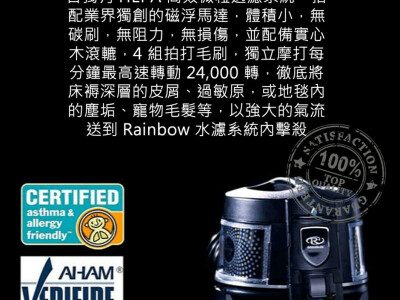 配業界獨創的磁浮馬達，體積小，無
碳刷，無阻力，無損傷，並配備實心
木滾轆，4 組拍打毛刷，獨立摩打每
分鐘最高速轉動 24,000 轉，徹底將
床褥深層的皮屑、過敏原，或地毯內
的塵垢、寵物毛髮等，以強大的氣流
送到 Rainbow 水濾系統內擊殺
SATISFACTION
100%
TOP
GUARANTEE
CERTIFIED
asthma &
allergy
friendly™
AHAM®